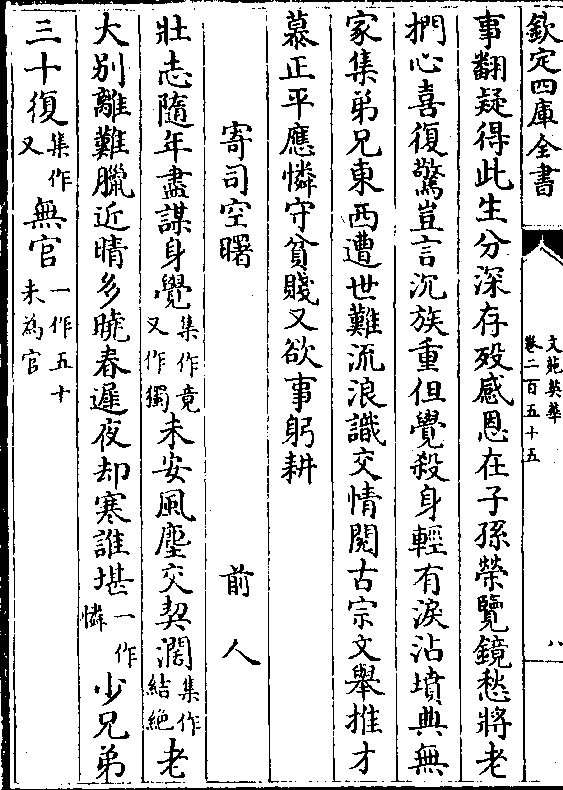 欽定四庫全書
文苑英華
卷二百五十五
八
事翻疑得此生分深存殁感恩在子孫榮覽鏡愁將老
捫心喜復驚豈言沉族重但覺殺身輕有淚沾墳典無
家集弟兄東西遭世難流浪識交情閱古宗文舉推才
慕正平應憐守貧賤又欲事躬耕
寄司空曙 前人
壯志隨年盡謀身覺集作竟又作獨未安風塵交契濶集作結絶老
大别離難臘近晴多曉春遲夜却寒誰堪一作憐少兄弟
三十復集作又無官一作五十未為官